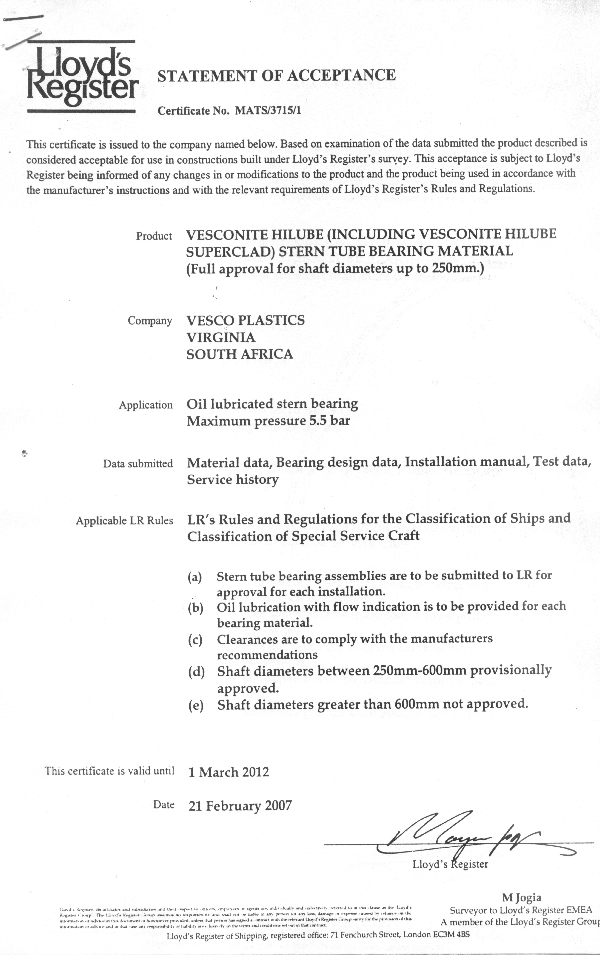 Lloyd's
Register
STATEMENT OF ACCEPTANCE
Certificate No. MATS/3715/1
This certificate is issued to the company named below. Based on examination of the data submitted the product described is
considered acceptable for use in constructions built under Lloyd's Register's survey. This acceptance is subject to Lloyd's
Register being informed of any changes in or modifications to the product and the product being used in accordance with
the manufacturer's instructions and with the relevant requirements of Lloyd's Register's Rules and Regulations.
Product VESCONITE HILUBE (INCLUDING VESCONITE HILUBE
SUPERCLAD) STERN TUBE BEARING MATERIAL
(Full approval for shaft diameters up to 250mm.)
Company VESCO PLASTICS
VIRGINIA
SOUTH AFRICA
Application Oil lubricated stern bearing
Maximum pressure 5.5 bar
Data submitted Material data, Bearing design data, Installation manual, Test data,
Service history
Applicable LR Rules LR's Rules and Regulations for the Classification of Ships and
Classification of Special Service Craft
(a) Stern tube bearing assemblies are to be submitted to LR for
approval for each installation.
(b) Oil lubrication with flow indication is to be provided for each
bearing material.
(c) Clearances are to comply with the manufacturers
recommendations
(d) Shaft diameters between 250mm-600mm provisionally
approved.
(e) Shaft diameters greater than 600mm not approved.
This certificate is valid until 1 March 2012
Date 21 February 2007
Lloyd's Register
M Jogia
Surveyor to Lloyd's Register EMEA
A member of the Lloyd's Register Group
Lloyd's Register of Shipping, registered office: 71 Fenchurch Street, London EC3M 4BS